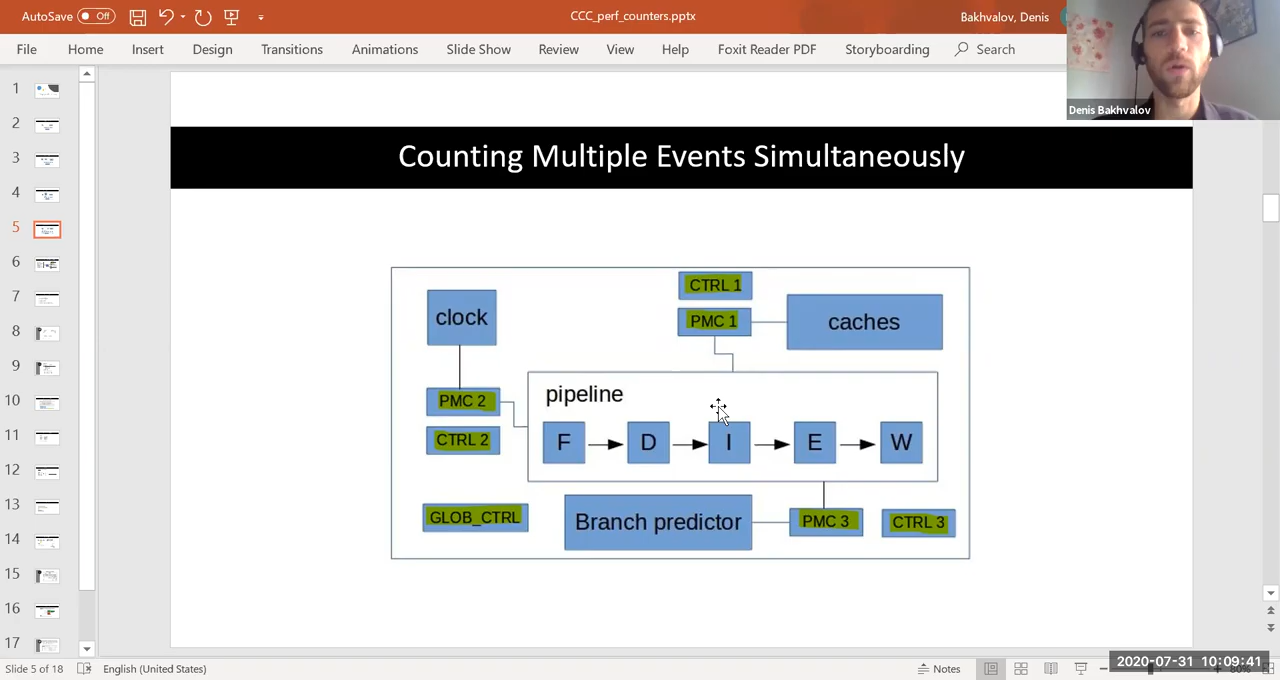 AutoSave Off CCC_perf_counters.pptx Bakhvalov, Denis
File Home Insert Design Transitions Animations Slide Show Review View Help Foxit Reader PDF Storyboarding Search
Denis Bakhvalov
1
2
3
4
5
6
7
8
9
10
11
12
13
14
15
16
17
Counting Multiple Events Simultaneously
CTRL 1
clock
PMC 1
caches
pipeline
PMC 2
CTRL 2
F D I E W
GLOB_CTRL
Branch predictor
PMC 3
CTRL 3
Slide 5 of 18 English (United States) Notes
2020-07-31 10:09:41